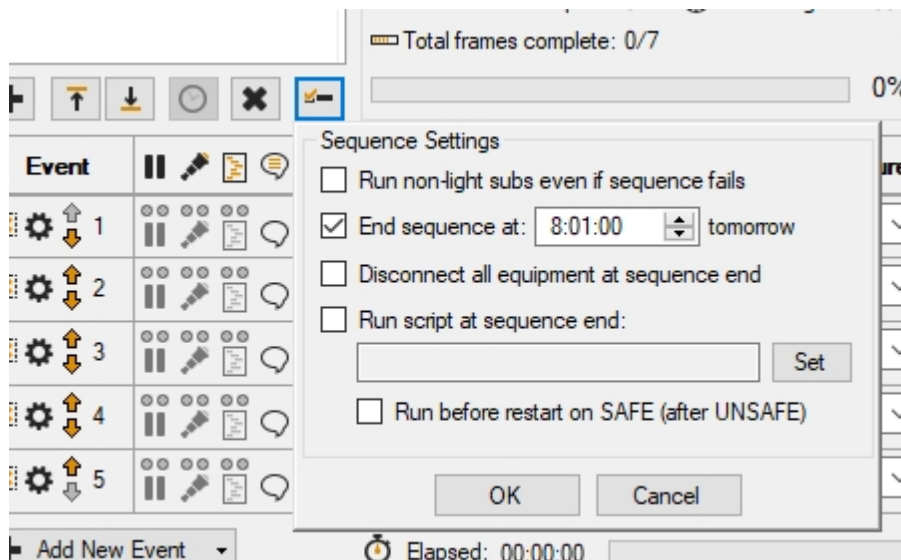 Total frames complete: 0/7
0%
Sequence Settings
Event
Run non-light subs even if sequence fails
1
End sequence at: 8:01:00 tomorrow
2
Disconnect all equipment at sequence end
Run script at sequence end:
3
Set
4
Run before restart on SAFE (after UNSAFE)
5
OK Cancel
Add New Event
Elapsed: 00:00:00